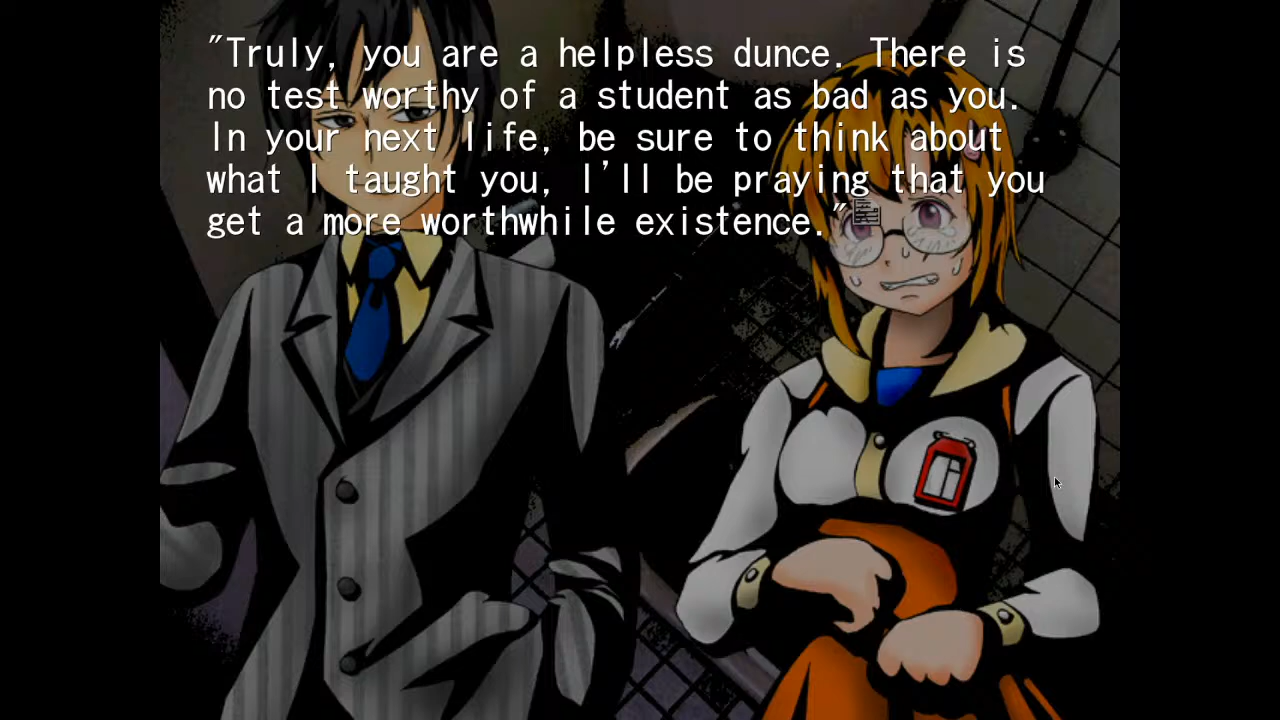 "Truly, you are a helpless dunce. There is
no test worthy of a student as bad as you.
In your next life, be sure to think about
what I taught you, I'll be praying that you
get a more worthwhile existence."